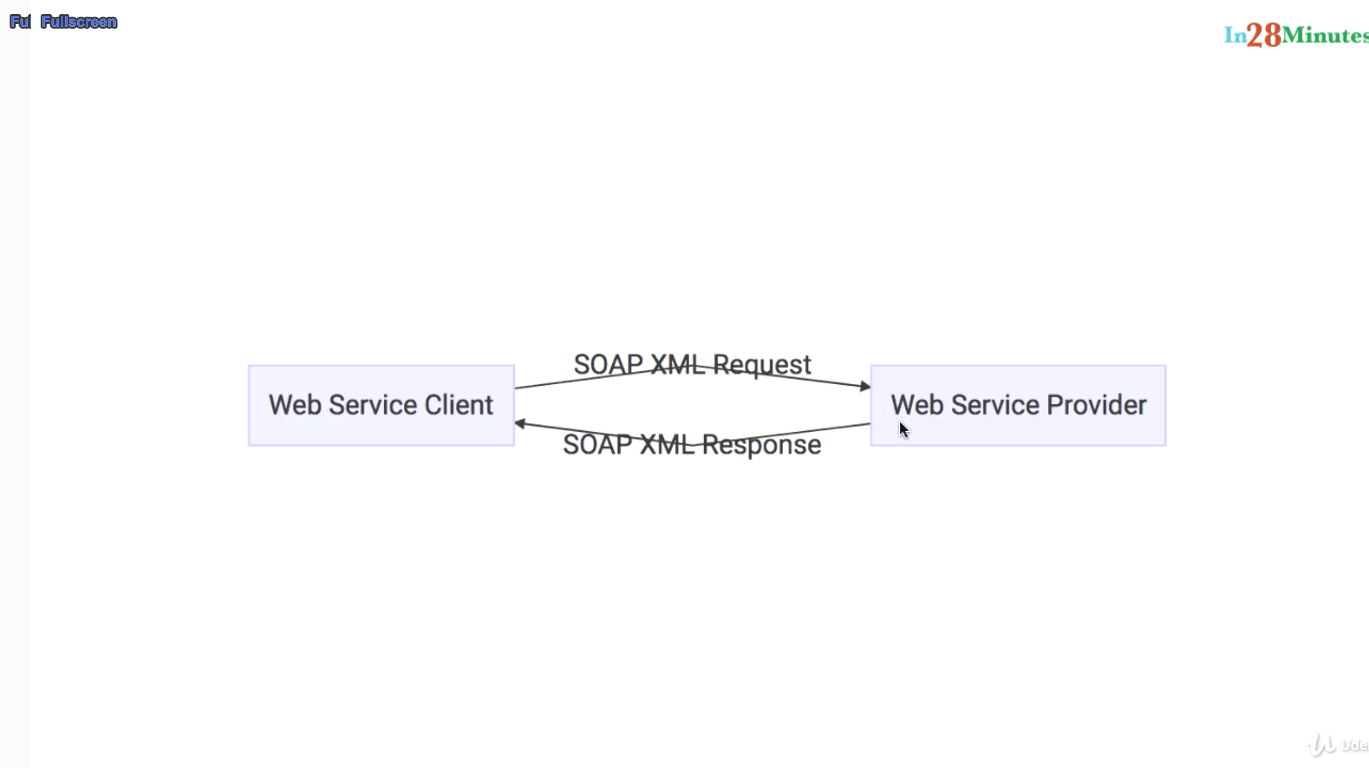 Ful Fullscreen
In28Minutes
SOAP XML Request
Web Service Client
Web Service Provider
SOAP XML Response
Ude